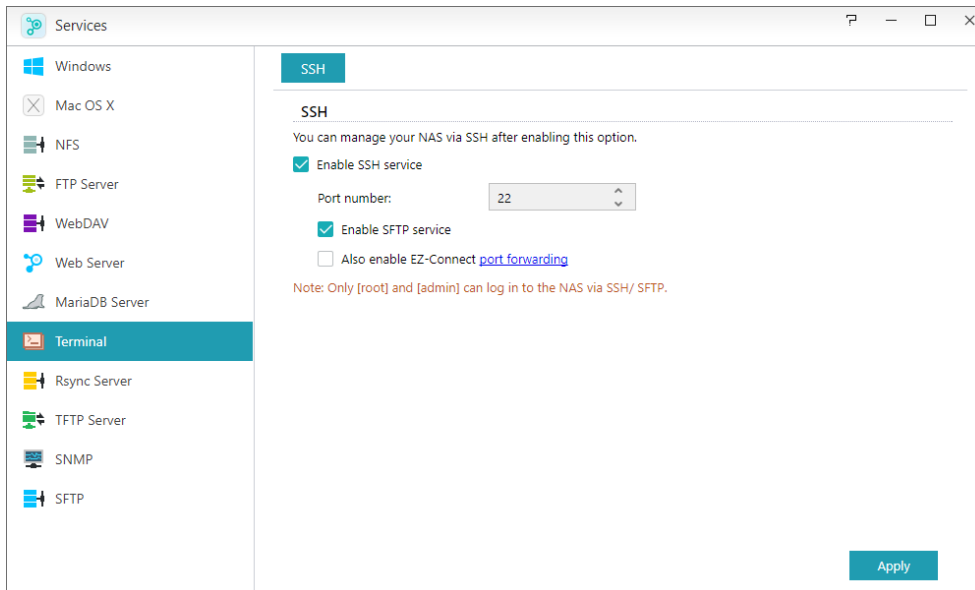 Services
Windows
Mac OS X
NFS
FTP Server
WebDAV
Web Server
MariaDB Server
Terminal
Rsync Server
TFTP Server
SNMP
SFTP
SSH
SSH
You can manage your NAS via SSH after enabling this option.
Enable SSH service
Port number: 22
Enable SFTP service
Also enable EZ-Connect port forwarding
Note: Only [root] and [admin] can log in to the NAS via SSH/ SFTP.
Apply